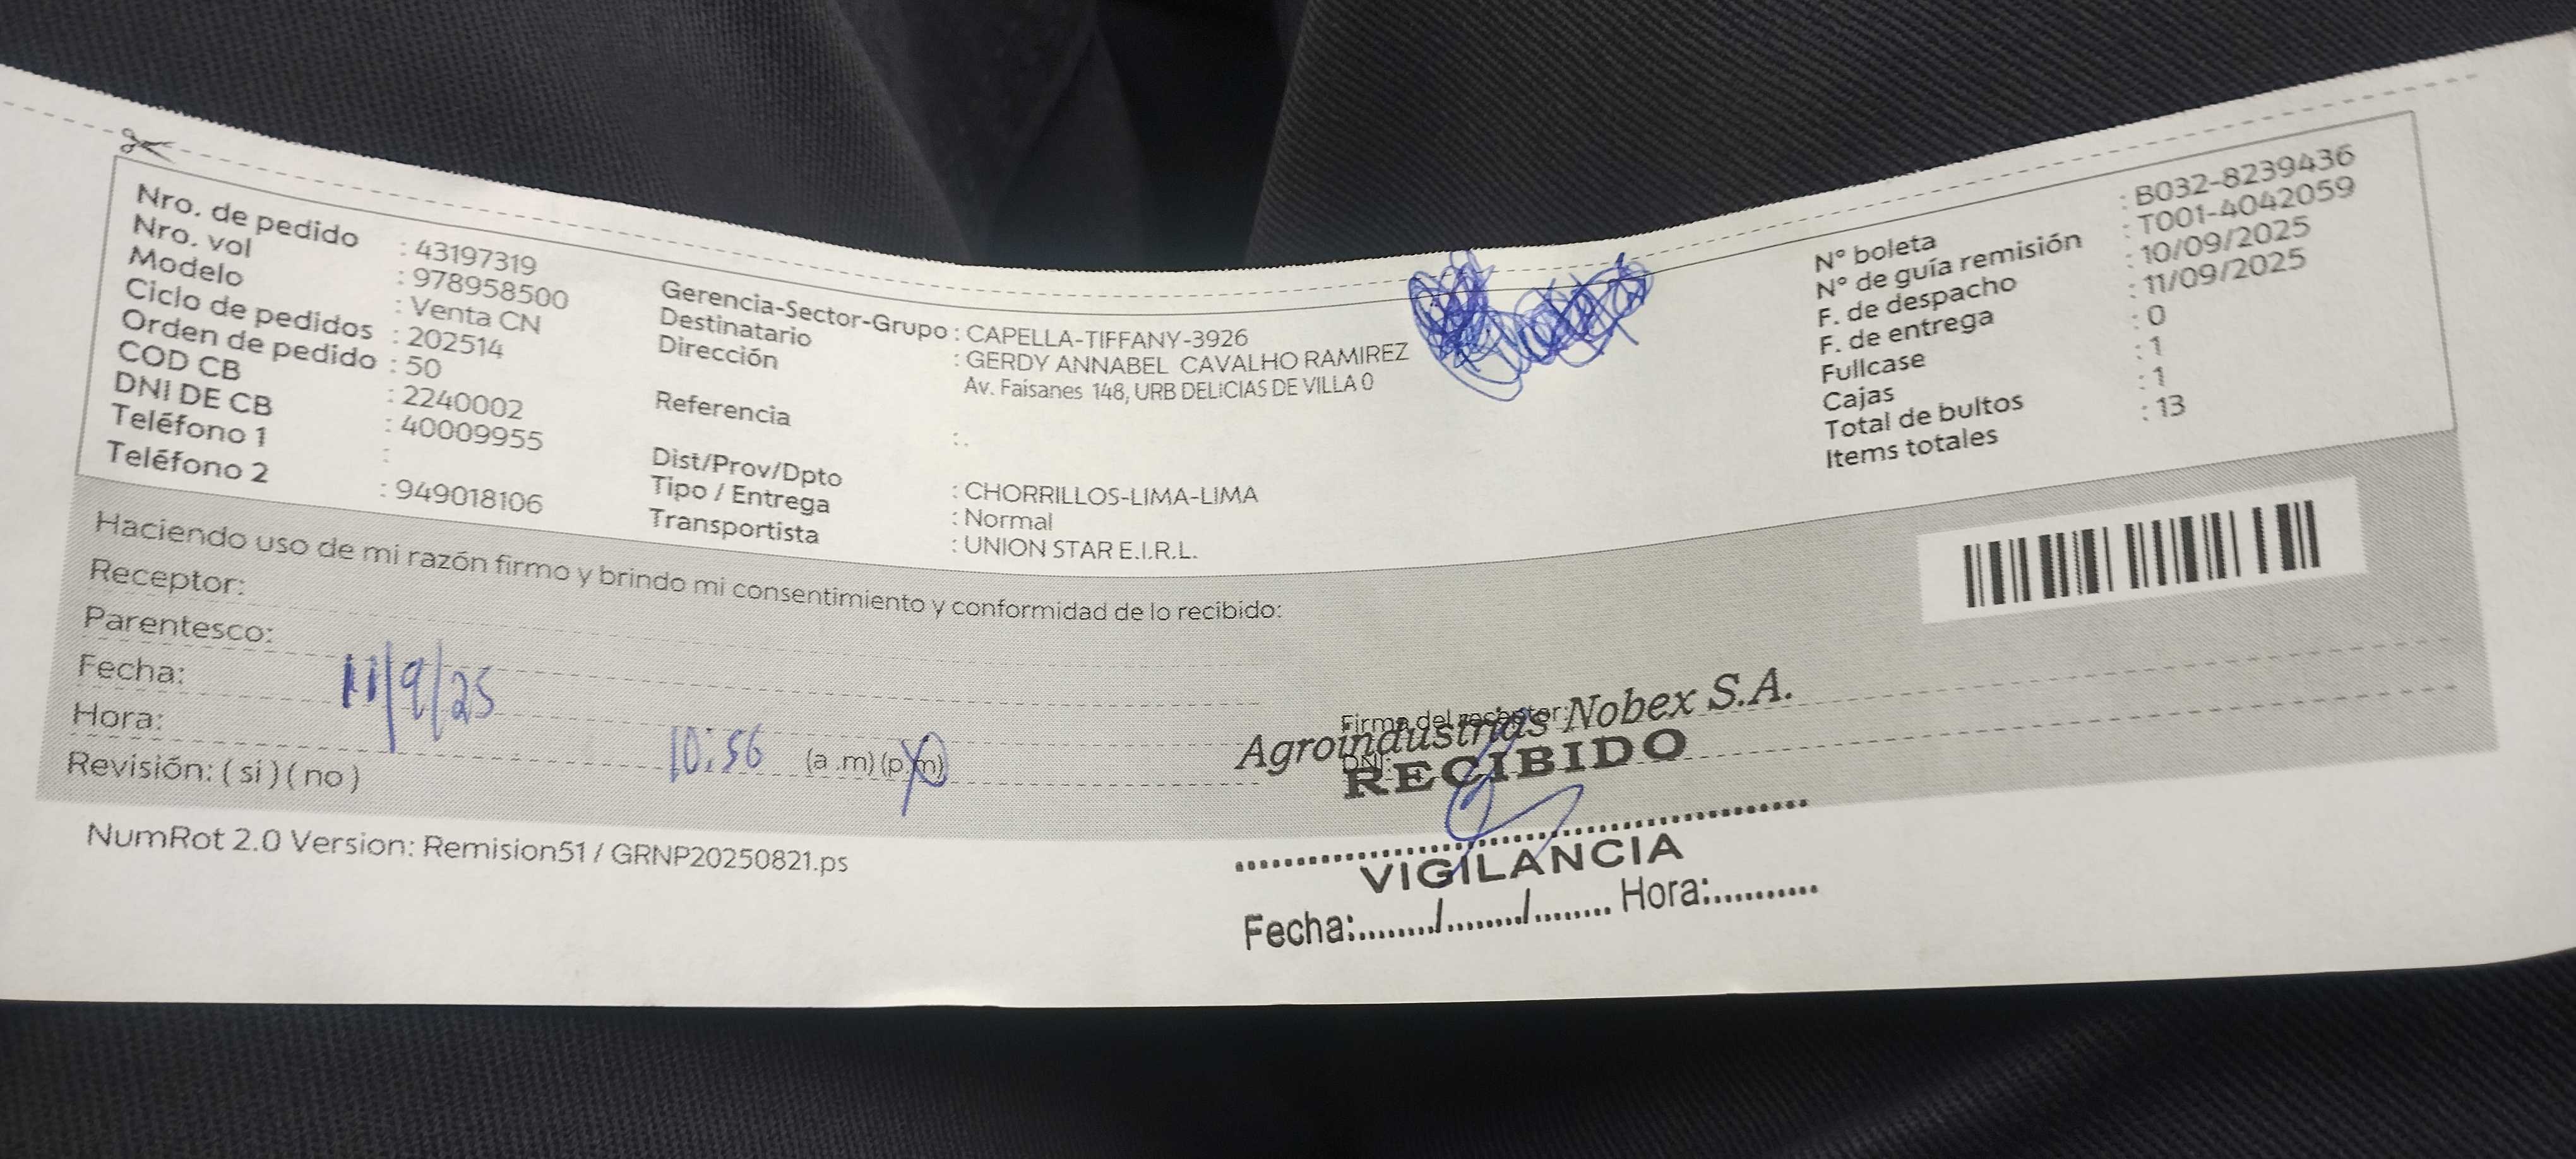 Nro. de pedido : 43197319
Nro. vol : 978958500
Modelo : Venta CN
Ciclo de pedidos : 202514
Orden de pedido : 50
COD CB : 2240002
DNI DE CB : 40009955
Teléfono 1 :
Teléfono 2 : 949018106
Gerencia-Sector-Grupo : CAPELLA-TIFFANY-3926
Destinatario : GERDY ANNABEL CAVALHO RAMIREZ
Dirección Av. Faisanes 148, URB DELICIAS DE VILLA 0
Referencia : .
Dist/Prov/Dpto : CHORRILLOS-LIMA-LIMA
Tipo / Entrega : Normal
Transportista : UNION STAR E.I.R.L.
Nº boleta : B032-8239436
Nº de guía remisión : T001-4042059
F. de despacho : 10/09/2025
F. de entrega : 11/09/2025
Fullcase : 0
Cajas : 1
Total de bultos : 1
Items totales : 13
Haciendo uso de mi razón firmo y brindo mi consentimiento y conformidad de lo recibido:
Receptor:
Parentesco:
Fecha: 11/9/25
Hora: 10:56 (a .m) (p.m)
Revisión: ( si ) ( no )
Firma del receptor:
DNI:
Agroindustrias Nobex S.A.
RECIBIDO
VIGILANCIA
Fecha:......../......../........ Hora:..........
NumRot 2.0 Version: Remision51 / GRNP20250821.ps